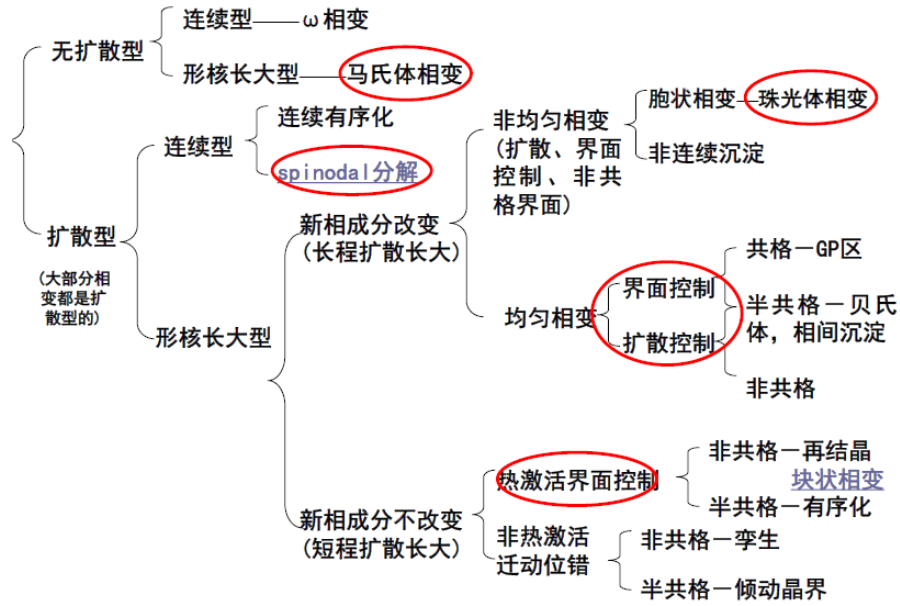 连续型——ω相变
无扩散型
形核长大型——马氏体相变
连续有序化
连续型
spinodal分解
胞状相变—珠光体相变
非均匀相变
(扩散、界面
控制、非共
格界面)
非连续沉淀
扩散型
(大部分相
变都是扩
散型的)
新相成分改变
(长程扩散长大)
共格—GP区
界面控制
均匀相变
半共格—贝氏
体，相间沉淀
扩散控制
形核长大型
非共格
非共格—再结晶
热激活界面控制
块状相变
半共格—有序化
新相成分不改变
(短程扩散长大)
非热激活
迁动位错
非共格—孪生
半共格—倾动晶界